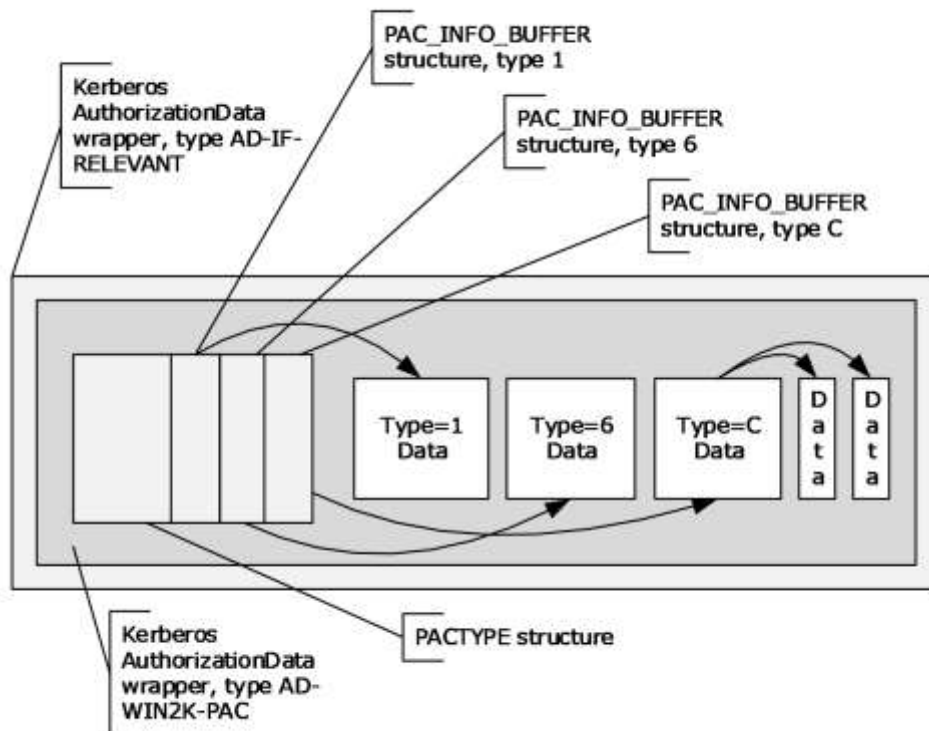 PAC_INFO_BUFFER
structure, type 1
Kerberos
AuthorizationData
wrapper, type AD-IF-
RELEVANT
PAC_INFO_BUFFER
structure, type 6
PAC_INFO_BUFFER
structure, type C
Type=1
Data
Type=6
Data
Type=C
Data
D
a
t
a
D
a
t
a
Kerberos
AuthorizationData
wrapper, type AD-
WIN2K-PAC
PACTYPE structure